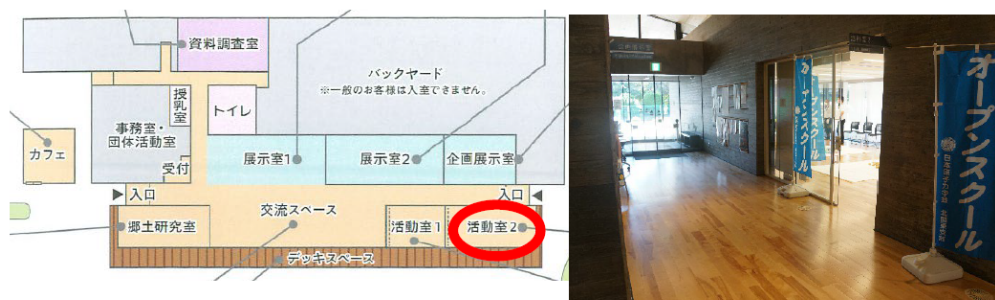 資料調査室
バックヤード
※一般のお客様は入室できません。
授乳室
トイレ
事務室・
団体活動室
カフェ
受付
展示室1
展示室2
企画展示室
入口
入口
郷土研究室
交流スペース
活動室1
活動室2
デッキスペース
企画展示室
オープンスクール
オープンスクール